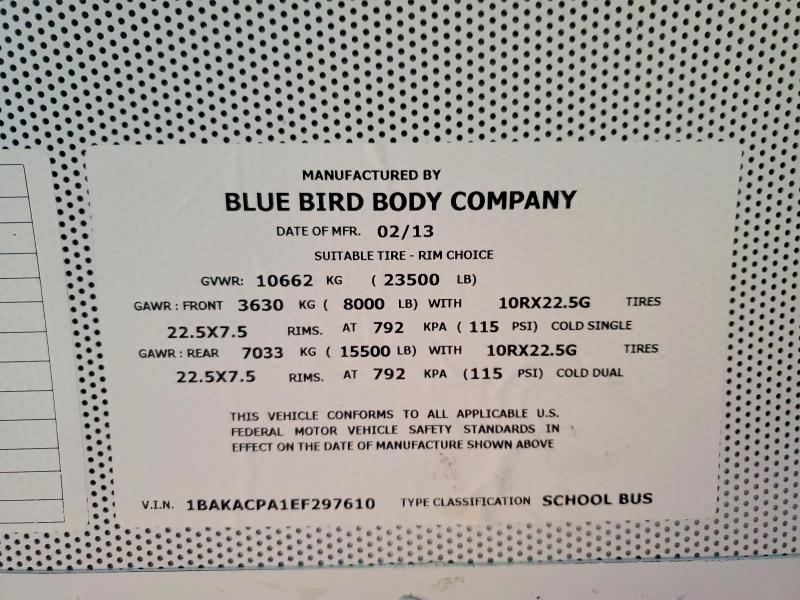 MANUFACTURED BY
BLUE BIRD BODY COMPANY
DATE OF MFR. 02/13
SUITABLE TIRE - RIM CHOICE
GVWR: 10662 KG ( 23500 LB)
GAWR : FRONT 3630 KG ( 8000 LB) WITH 10RX22.5G TIRES
22.5X7.5 RIMS. AT 792 KPA ( 115 PSI) COLD SINGLE
GAWR : REAR 7033 KG ( 15500 LB) WITH 10RX22.5G TIRES
22.5X7.5 RIMS. AT 792 KPA (115 PSI) COLD DUAL
THIS VEHICLE CONFORMS TO ALL APPLICABLE U.S.
FEDERAL MOTOR VEHICLE SAFETY STANDARDS IN
EFFECT ON THE DATE OF MANUFACTURE SHOWN ABOVE
V.I.N. 1BAKACPA1EF297610 TYPE CLASSIFICATION SCHOOL BUS